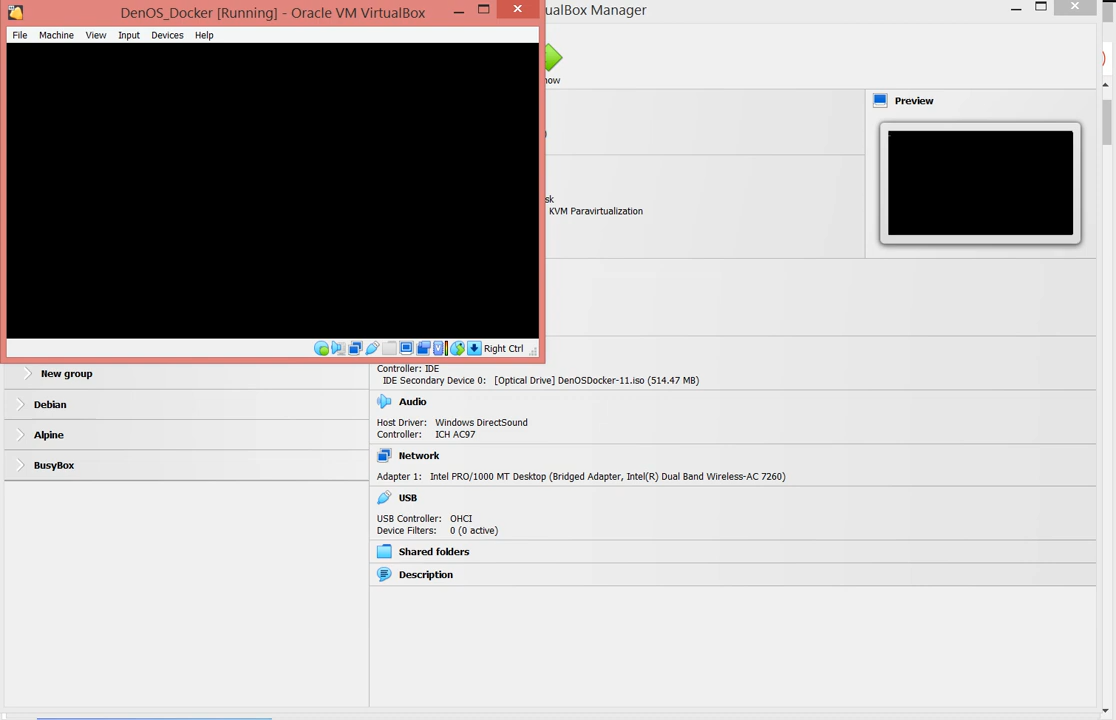 DenOS_Docker [Running] - Oracle VM VirtualBox
ualBox Manager
File Machine View Input Devices Help
how
Preview
sk
KVM Paravirtualization
Right Ctrl
New group
Debian
Alpine
BusyBox
Controller: IDE
IDE Secondary Device 0: [Optical Drive] DenOSDocker-11.iso (514.47 MB)
Audio
Host Driver: Windows DirectSound
Controller: ICH AC97
Network
Adapter 1: Intel PRO/1000 MT Desktop (Bridged Adapter, Intel(R) Dual Band Wireless-AC 7260)
USB
USB Controller: OHCI
Device Filters: 0 (0 active)
Shared folders
Description